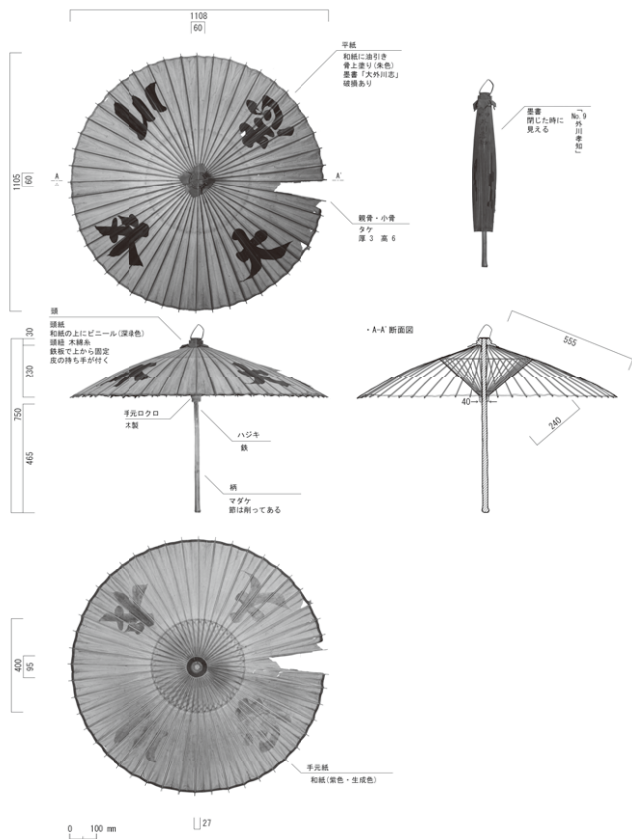 1108
60
平紙
和紙に油引き
骨上塗り(朱色)
墨書「大外川志」
破損あり
墨書
閉じた時に
見える
「No.9
外川孝知」
1105
60
A
A'
親骨・小骨
タケ
厚 3 高 6
頭
頭紙
和紙の上にビニール(深緑色)
頭紐 木綿糸
鉄板で上から固定
皮の持ち手が付く
・A-A' 断面図
30
230
750
465
555
240
40
手元ロクロ
木製
ハジキ
鉄
柄
マダケ
節は削ってある
400
95
手元紙
和紙(紫色・生成色)
27
0 100 mm